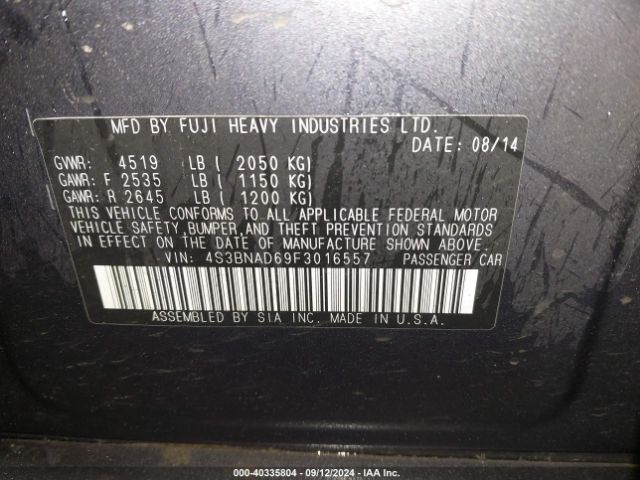 MFD BY FUJI HEAVY INDUSTRIES LTD.
DATE: 08/14
GVWR: 4519 LB ( 2050 KG)
GAWR: F 2535 LB ( 1150 KG)
GAWR: R 2645 LB ( 1200 KG)
THIS VEHICLE CONFORMS TO ALL APPLICABLE FEDERAL MOTOR
VEHICLE SAFETY, BUMPER, AND THEFT PREVENTION STANDARDS
IN EFFECT ON THE DATE OF MANUFACTURE SHOWN ABOVE.
VIN: 4S3BNAD69F3016557 PASSENGER CAR
ASSEMBLED BY SIA INC. MADE IN U.S.A.
000-40335804 - 09/12/2024 - IAA Inc.